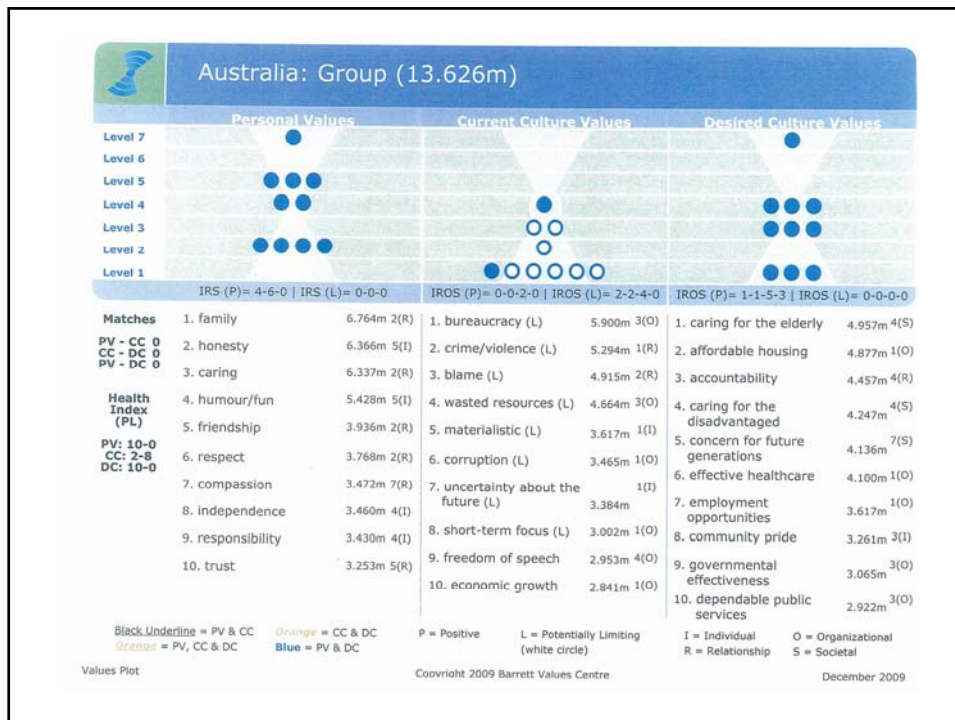 Australia: Group (13.626m)
Personal Values
Current Culture Values
Desired Culture Values
Level 7
Level 6
Level 5
Level 4
Level 3
Level 2
Level 1
IRS (P)= 4-6-0 | IRS (L)= 0-0-0
IROS (P)= 0-0-2-0 | IROS (L)= 2-2-4-0
IROS (P)= 1-1-5-3 | IROS (L)= 0-0-0-0
Matches
PV - CC 0
CC - DC 0
PV - DC 0
Health
Index
(PL)
PV: 10-0
CC: 2-8
DC: 10-0
1. family 6.764m 2(R)
2. honesty 6.366m 5(I)
3. caring 6.337m 2(R)
4. humour/fun 5.428m 5(I)
5. friendship 3.936m 2(R)
6. respect 3.768m 2(R)
7. compassion 3.472m 7(R)
8. independence 3.460m 4(I)
9. responsibility 3.430m 4(I)
10. trust 3.253m 5(R)
1. bureaucracy (L) 5.900m 3(O)
2. crime/violence (L) 5.294m 1(R)
3. blame (L) 4.915m 2(R)
4. wasted resources (L) 4.664m 3(O)
5. materialistic (L) 3.617m 1(I)
6. corruption (L) 3.465m 1(O)
7. uncertainty about the 1(I)
future (L) 3.384m
8. short-term focus (L) 3.002m 1(O)
9. freedom of speech 2.953m 4(O)
10. economic growth 2.841m 1(O)
1. caring for the elderly 4.957m 4(S)
2. affordable housing 4.877m 1(O)
3. accountability 4.457m 4(R)
4. caring for the
disadvantaged 4.247m 4(S)
5. concern for future
generations 4.136m 7(S)
6. effective healthcare 4.100m 1(O)
7. employment
opportunities 3.617m 1(O)
8. community pride 3.261m 3(I)
9. governmental
effectiveness 3.065m 3(O)
10. dependable public
services 2.922m 3(O)
Black Underline = PV & CC
Orange = CC & DC
Orange = PV, CC & DC
Blue = PV & DC
P = Positive
L = Potentially Limiting
(white circle)
I = Individual
O = Organizational
R = Relationship
S = Societal
Values Plot
Copyright 2009 Barrett Values Centre
December 2009